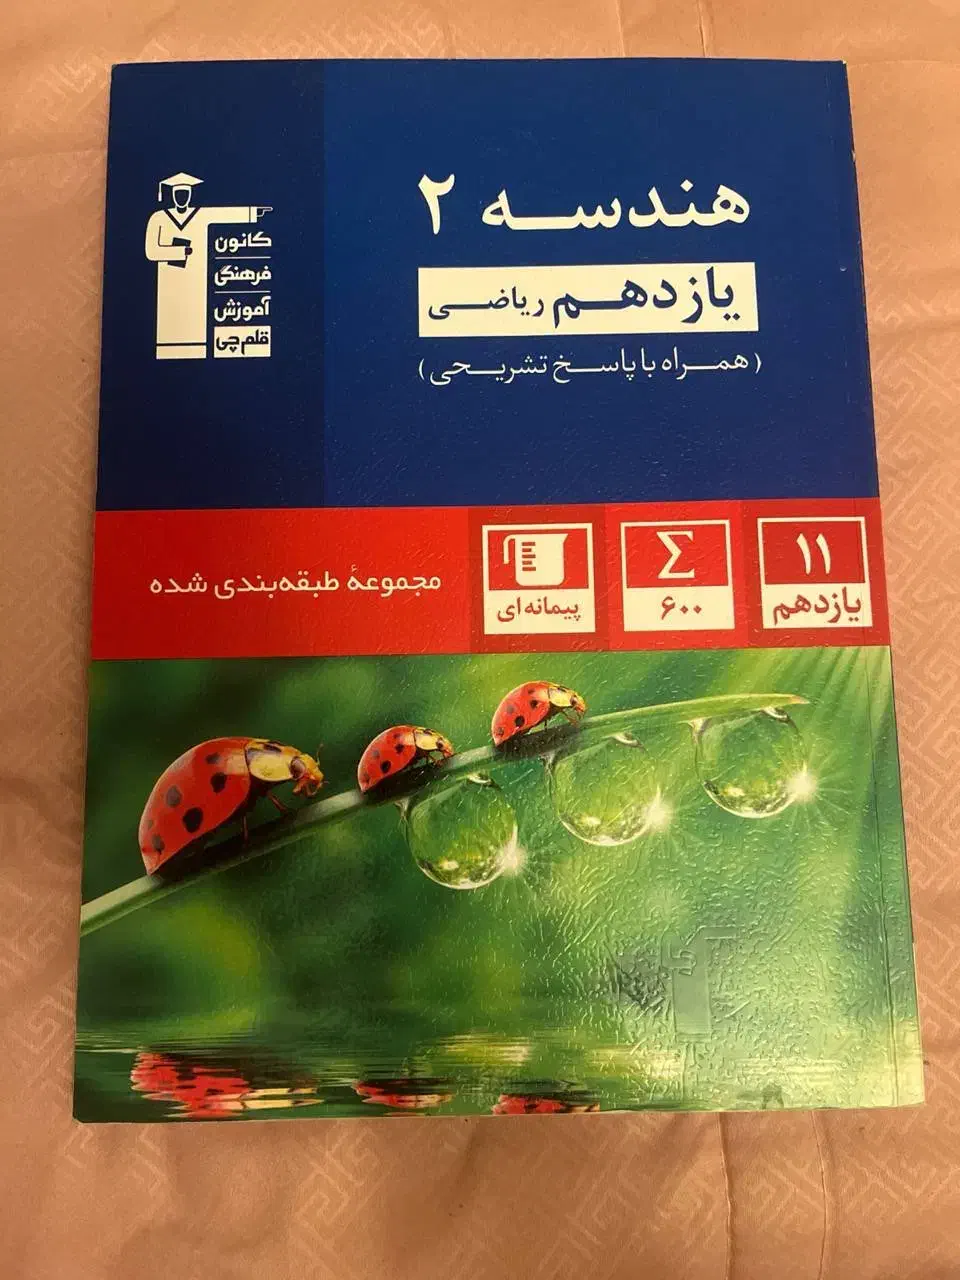 هندسه ۲
یازدهم ریاضی
(همراه با پاسخ تشریحی)
کانون
فرهنگی
آموزش
قلم‌چی
۱۱
یازدهم
۶۰۰
پیمانه‌ای
مجموعهٔ طبقه‌بندی شده